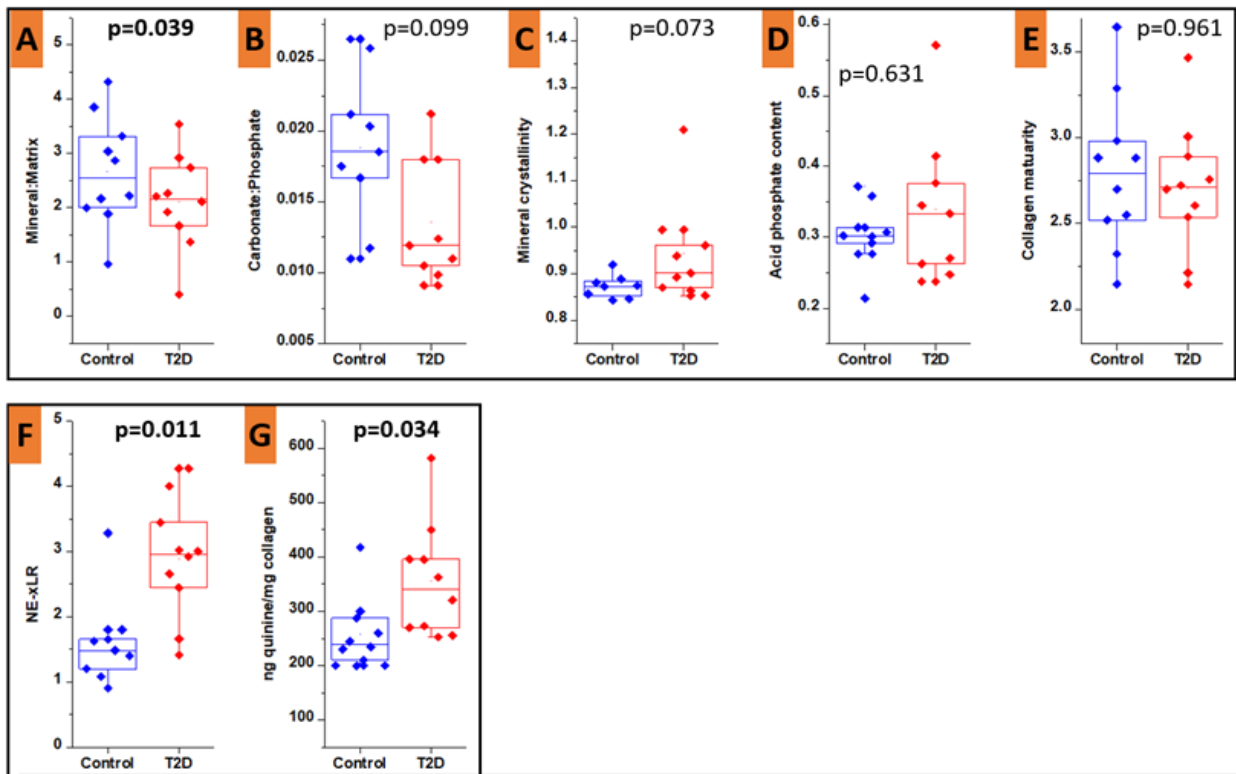 A
p=0.039
Mineral:Matrix
5
4
3
2
1
0
Control
T2D
B
p=0.099
Carbonate:Phosphate
0.025
0.020
0.015
0.010
0.005
Control
T2D
C
p=0.073
Mineral crystallinity
1.4
1.3
1.2
1.1
1.0
0.9
0.8
Control
T2D
D
p=0.631
Acid phosphate content
0.6
0.5
0.4
0.3
0.2
Control
T2D
E
p=0.961
Collagen matuarity
3.5
3.0
2.5
2.0
Control
T2D
F
p=0.011
NE-xLR
5
4
3
2
1
0
Control
T2D
G
p=0.034
ng quinine/mg collagen
600
500
400
300
200
100
Control
T2D